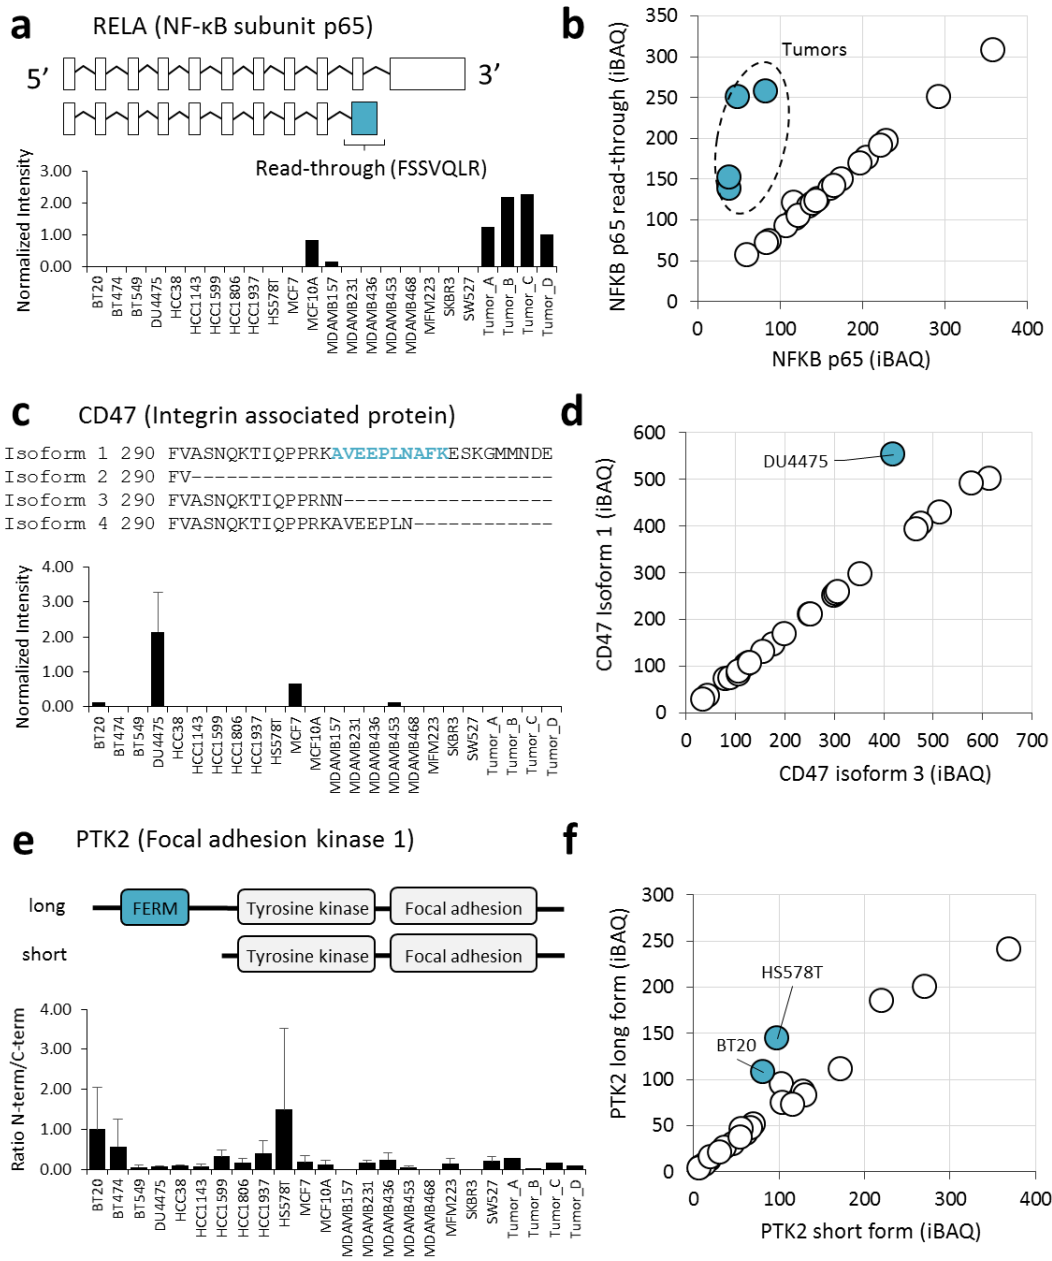 a
RELA (NF-κB subunit p65)
5’
3’
Read-through (FSSVQLR)
Normalized Intensity
3.00
2.00
1.00
0.00
BT20
BT474
BT549
DU4475
HCC38
HCC1143
HCC1599
HCC1806
HCC1937
HS578T
MCF7
MCF10A
MDAMB157
MDAMB231
MDAMB436
MDAMB453
MDAMB468
MFM223
SKBR3
SW527
Tumor_A
Tumor_B
Tumor_C
Tumor_D
b
NFKB p65 read-through (iBAQ)
350
300
250
200
150
100
50
0
Tumors
0 100 200 300 400
NFKB p65 (iBAQ)
c
CD47 (Integrin associated protein)
Isoform 1 290 FVASNQKTIQPPRKAVEEPLNAFKESKGMMNDE
Isoform 2 290 FV-------------------------------
Isoform 3 290 FVASNQKTIQPPRNN------------------
Isoform 4 290 FVASNQKTIQPPRKAVEEPLN------------
Normalized Intensity
4.00
3.00
2.00
1.00
0.00
BT20
BT474
BT549
DU4475
HCC38
HCC1143
HCC1599
HCC1806
HCC1937
HS578T
MCF7
MCF10A
MDAMB157
MDAMB231
MDAMB436
MDAMB453
MDAMB468
MFM223
SKBR3
SW527
Tumor_A
Tumor_B
Tumor_C
Tumor_D
d
CD47 Isoform 1 (iBAQ)
600
500
400
300
200
100
0
DU4475
0 100 200 300 400 500 600 700
CD47 isoform 3 (iBAQ)
e
PTK2 (Focal adhesion kinase 1)
long FERM Tyrosine kinase Focal adhesion
short Tyrosine kinase Focal adhesion
Ratio N-term/C-term
4.00
3.00
2.00
1.00
0.00
BT20
BT474
BT549
DU4475
HCC38
HCC1143
HCC1599
HCC1806
HCC1937
HS578T
MCF7
MCF10A
MDAMB157
MDAMB231
MDAMB436
MDAMB453
MDAMB468
MFM223
SKBR3
SW527
Tumor_A
Tumor_B
Tumor_C
Tumor_D
f
PTK2 long form (iBAQ)
300
250
200
150
100
50
0
HS578T
BT20
0 100 200 300 400
PTK2 short form (iBAQ)